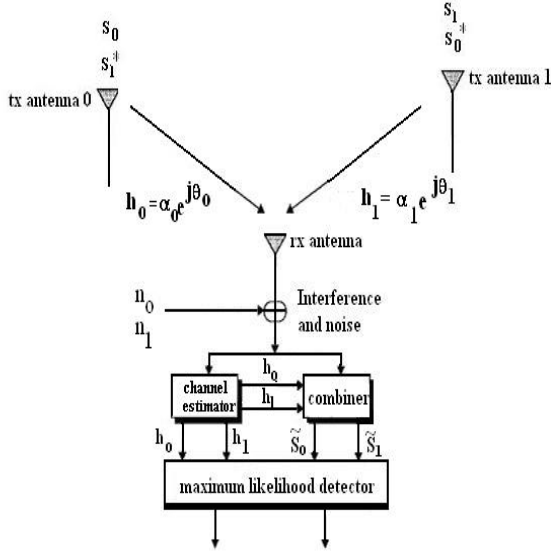 s₀
s₁*
tx antenna 0
s₁
s₀*
tx antenna 1
h₀=α₀e^jθ₀
h₁= α₁e^jθ₁
rx antenna
n₀
n₁
Interference
and noise
channel
estimator
h₀
h₁
combiner
h₀ h₁ s̃₀ s̃₁
maximum likelihood detector